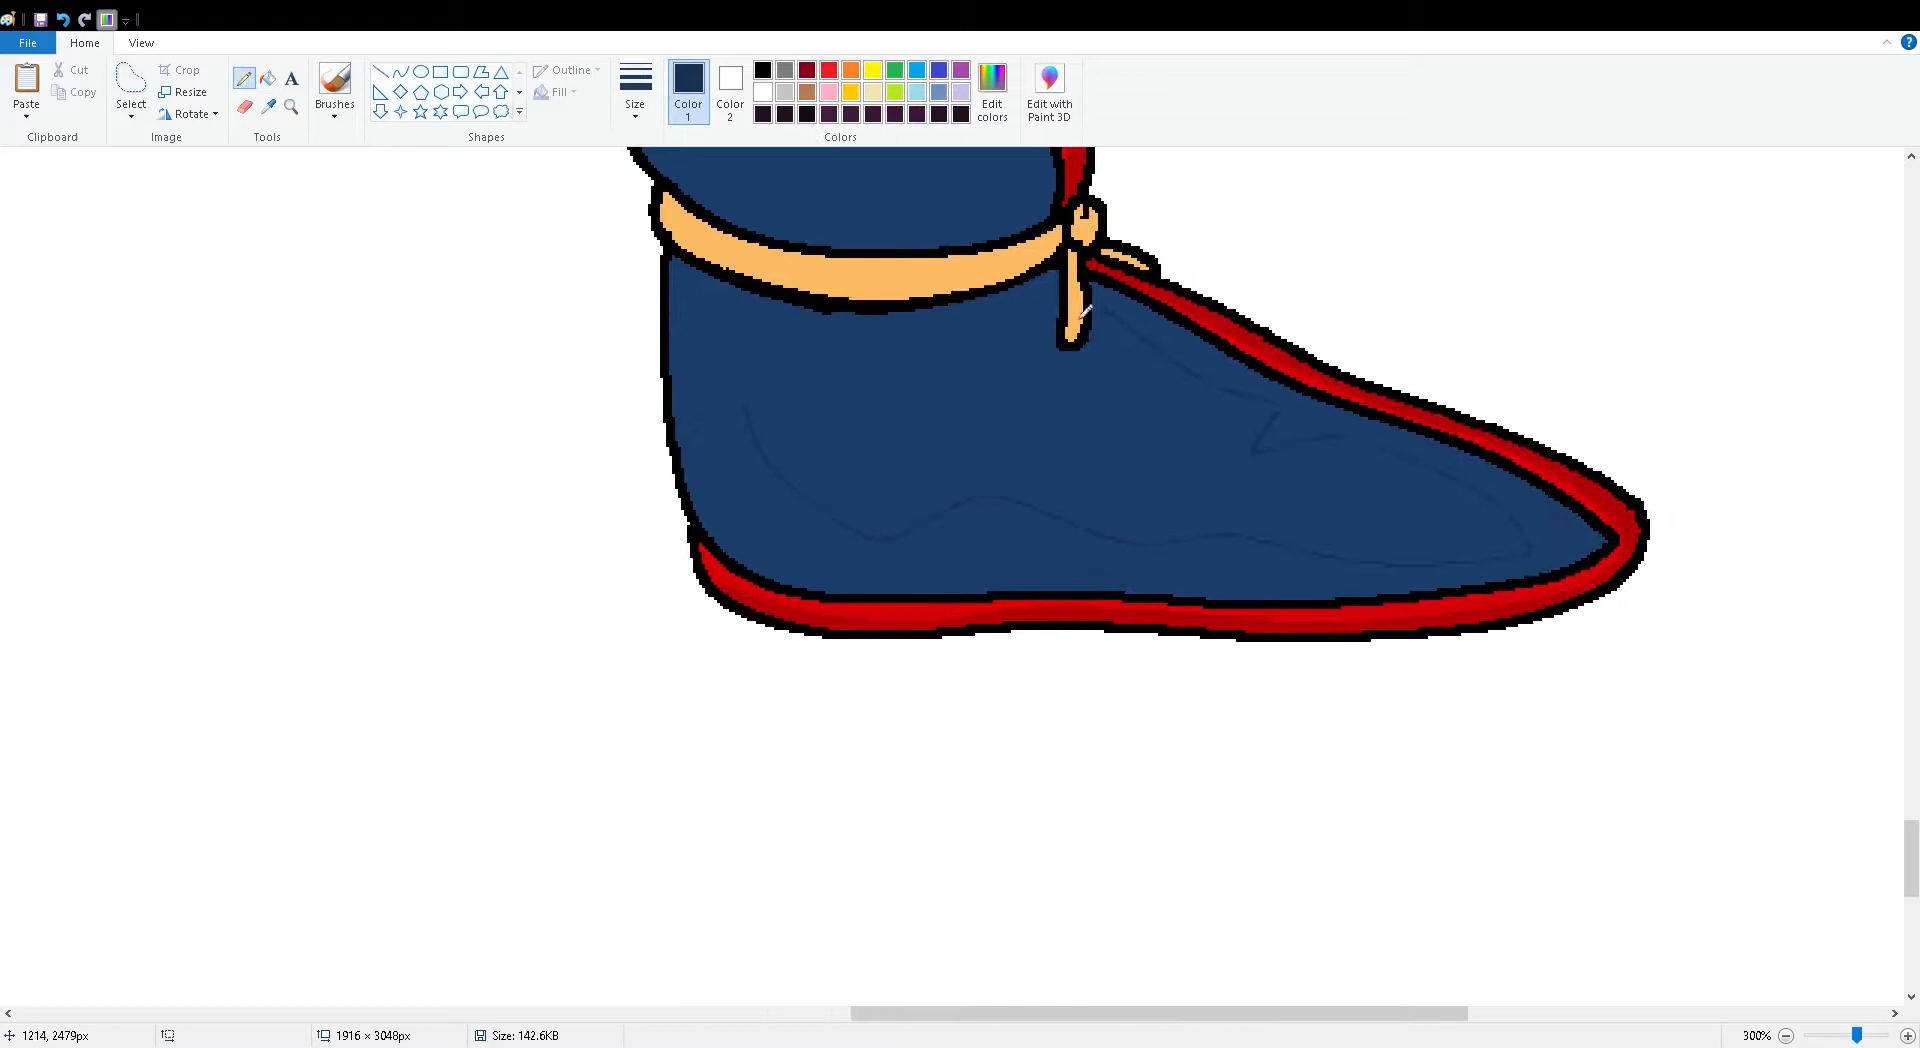 File Home View
Paste
Cut
Copy
Clipboard
Select
Crop
Resize
Rotate
Image
A
Tools
Brushes
Shapes
Outline
Fill
Size
Color 1
Color 2
Colors
Edit colors
Edit with Paint 3D
?
1214, 2479px
1916 × 3048px
Size: 142.6KB
300%